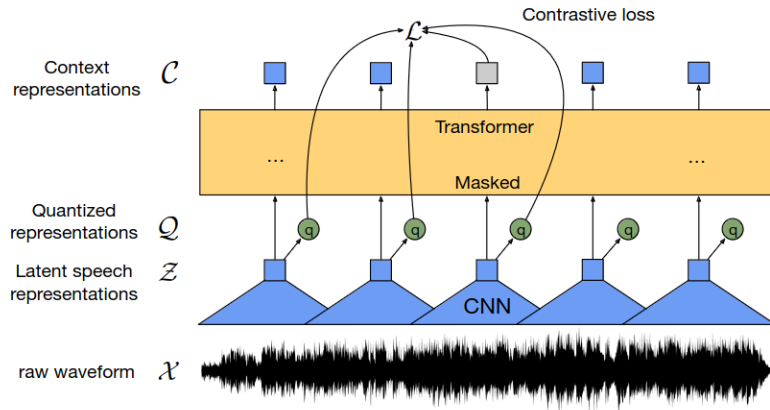 Contrastive loss
ℒ
Context
representations 𝒞
Transformer
... ...
Masked
Quantized
representations 𝒬
q q q q q
Latent speech
representations 𝒵
CNN
raw waveform 𝒳